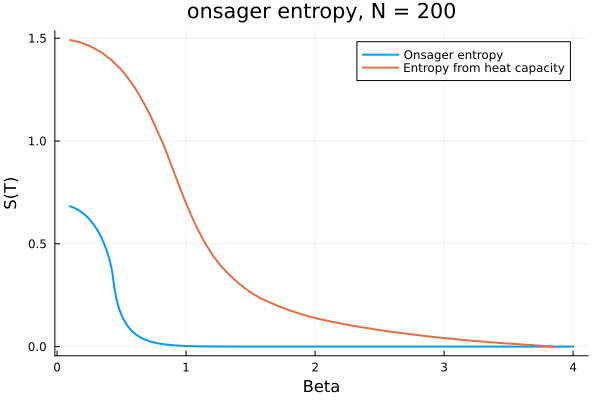 onsager entropy, N = 200
Onsager entropy
Entropy from heat capacity
S(T)
1.5
1.0
0.5
0.0
0
1
2
3
4
Beta